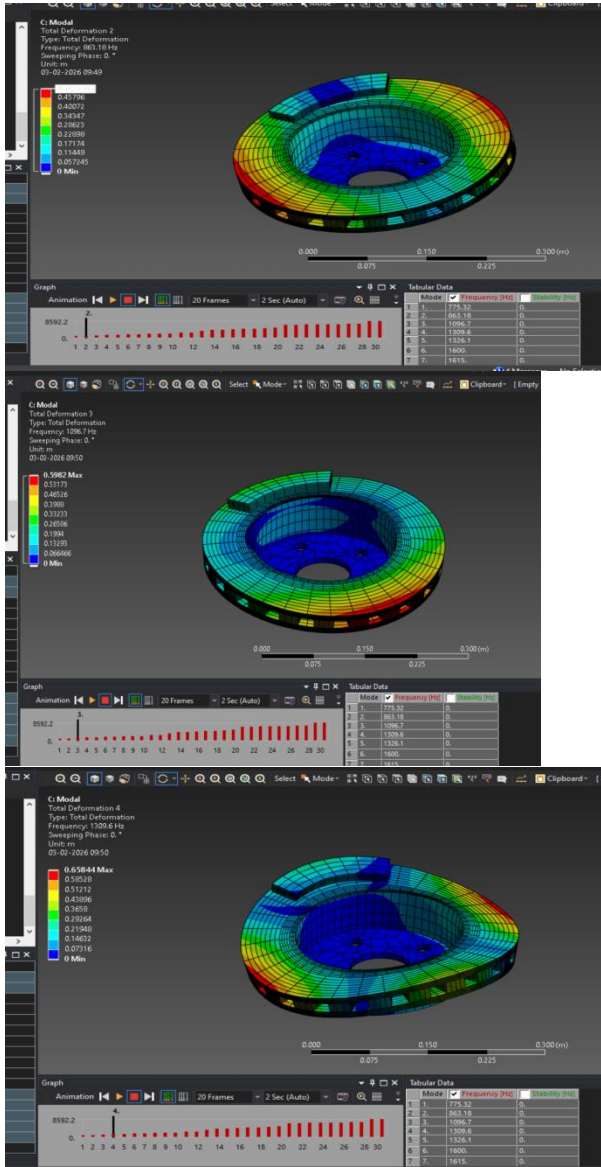 Select Mode Clipboard
C: Modal
Total Deformation 2
Type: Total Deformation
Frequency: 863.18 Hz
Sweeping Phase: 0. °
Unit: m
03-02-2026 09:49
0.45796
0.40072
0.34347
0.28623
0.22898
0.17174
0.11449
0.057245
0 Min
0.000 0.150 0.300 (m)
0.075 0.225
Graph
Animation 20 Frames 2 Sec (Auto)
2.
8592.2
0.
1 2 3 4 5 6 7 8 9 10 12 14 16 18 20 22 24 26 28 30
Tabular Data
Mode Frequency [Hz] Stability [Hz]
1 1. 775.32 0.
2 2. 863.18 0.
3 3. 1096.7 0.
4 4. 1309.6 0.
5 5. 1326.1 0.
6 6. 1600. 0.
7 7. 1615. 0.
Select Mode Clipboard [ Empty
C: Modal
Total Deformation 3
Type: Total Deformation
Frequency: 1096.7 Hz
Sweeping Phase: 0. °
Unit: m
03-02-2026 09:50
0.5982 Max
0.53173
0.46526
0.3988
0.33233
0.26586
0.1994
0.13293
0.066466
0 Min
0.000 0.150 0.300 (m)
0.075 0.225
Graph
Animation 20 Frames 2 Sec (Auto)
3.
8592.2
0.
1 2 3 4 5 6 7 8 9 10 12 14 16 18 20 22 24 26 28 30
Tabular Data
Mode Frequency [Hz] Stability [Hz]
1 1. 775.32 0.
2 2. 863.18 0.
3 3. 1096.7 0.
4 4. 1309.6 0.
5 5. 1326.1 0.
6 6. 1600. 0.
7 7. 1615. 0.
Select Mode Clipboard [
C: Modal
Total Deformation 4
Type: Total Deformation
Frequency: 1309.6 Hz
Sweeping Phase: 0. °
Unit: m
03-02-2026 09:50
0.65844 Max
0.58528
0.51212
0.43896
0.3658
0.29264
0.21948
0.14632
0.07316
0 Min
0.000 0.150 0.300 (m)
0.075 0.225
Graph
Animation 20 Frames 2 Sec (Auto)
4.
8592.2
0.
1 2 3 4 5 6 7 8 9 10 12 14 16 18 20 22 24 26 28 30
Tabular Data
Mode Frequency [Hz] Stability [Hz]
1 1. 775.32 0.
2 2. 863.18 0.
3 3. 1096.7 0.
4 4. 1309.6 0.
5 5. 1326.1 0.
6 6. 1600. 0.
7 7. 1615. 0.